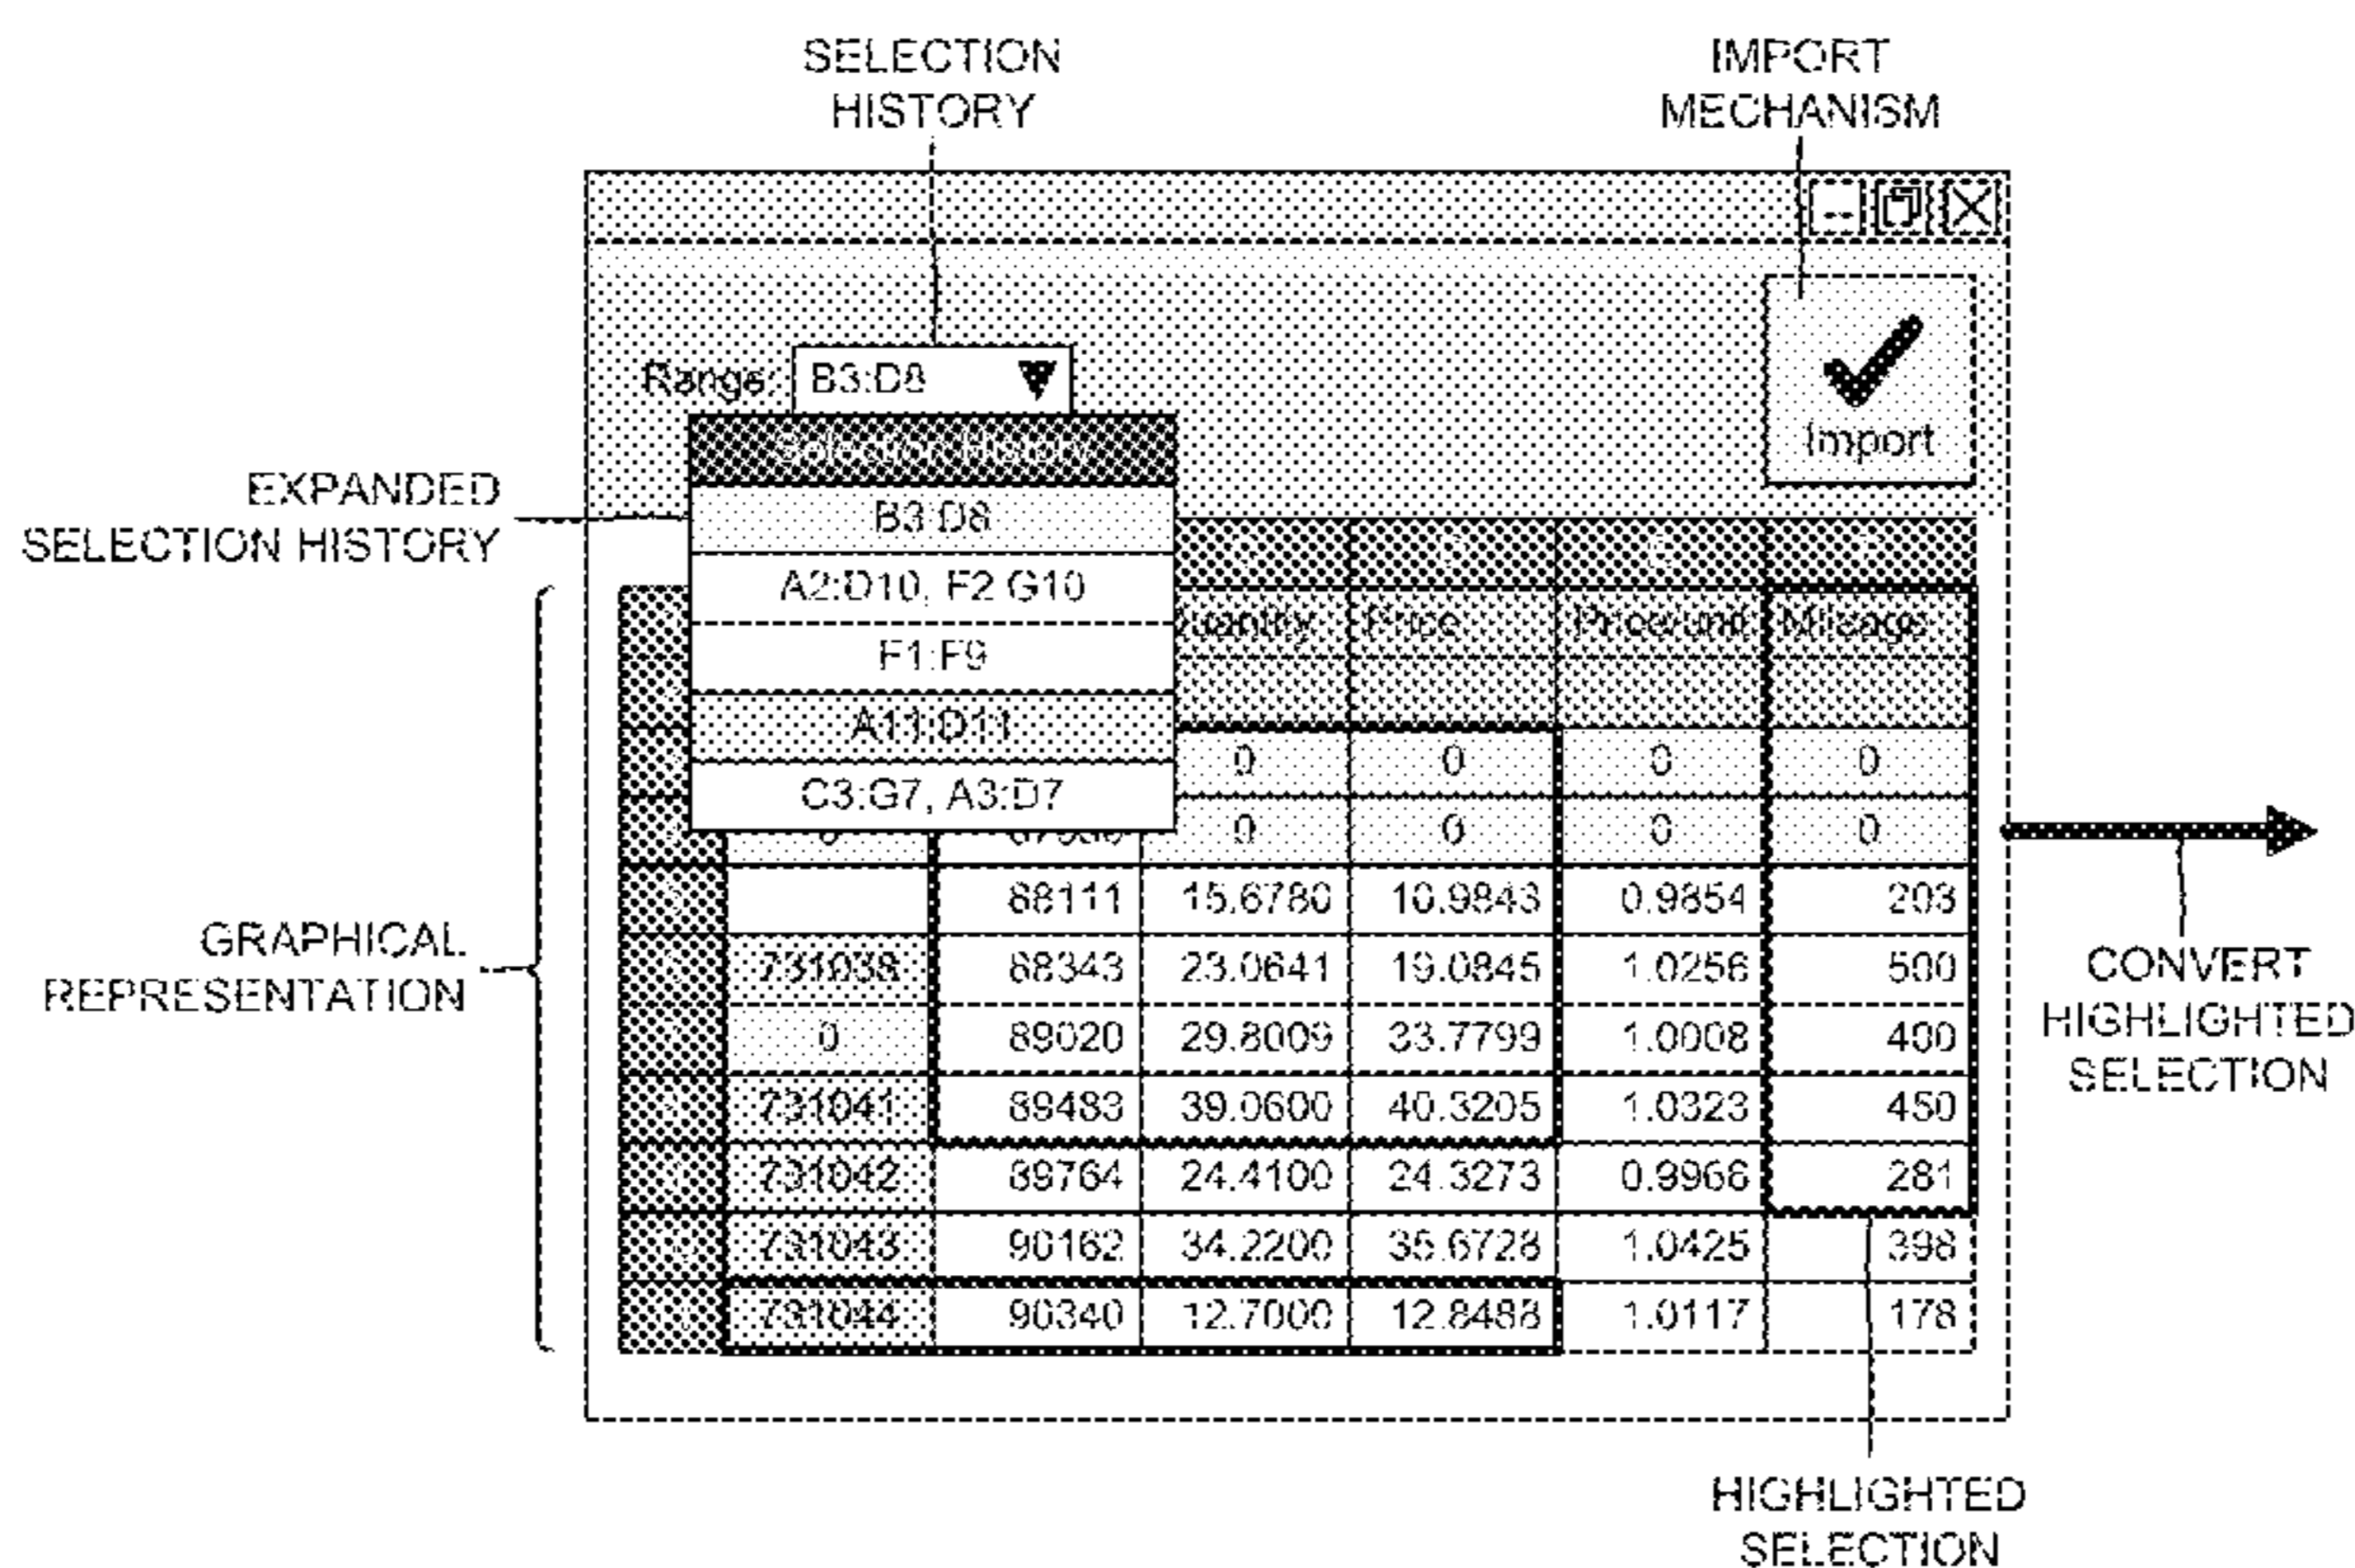 SELECTION
HISTORY
IMPORT
MECHANISM
Range: B3:D8
Import
Selection History
EXPANDED
SELECTION HISTORY
B3:D8
A2:D10, F2:G10
F1:F9
A11:D11
C3:G7, A3:D7
Price Price/unit Mileage
0 0 0 0
0 0 0 0
88111 15.6780 0.9854 203
731038 88343 23.0641 19.0845 1.0256 500
0 89020 29.8009 33.7799 1.0008 400
731041 89483 39.0600 40.3205 1.0323 450
731042 89764 24.4100 24.3273 0.9966 281
731043 90162 34.2200 35.6728 1.0425 398
731044 90340 12.7000 12.8488 1.0117 178
GRAPHICAL
REPRESENTATION
CONVERT
HIGHLIGHTED
SELECTION
HIGHLIGHTED
SELECTION